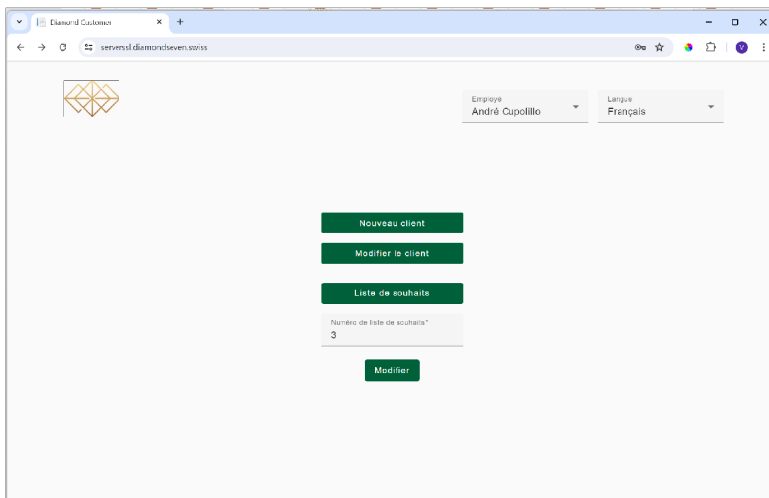 Diamond Customer
serverssl.diamondseven.swiss
V
Employé
André Cupolillo
Langue
Français
Nouveau client
Modifier le client
Liste de souhaits
Numéro de liste de souhaits*
3
Modifier